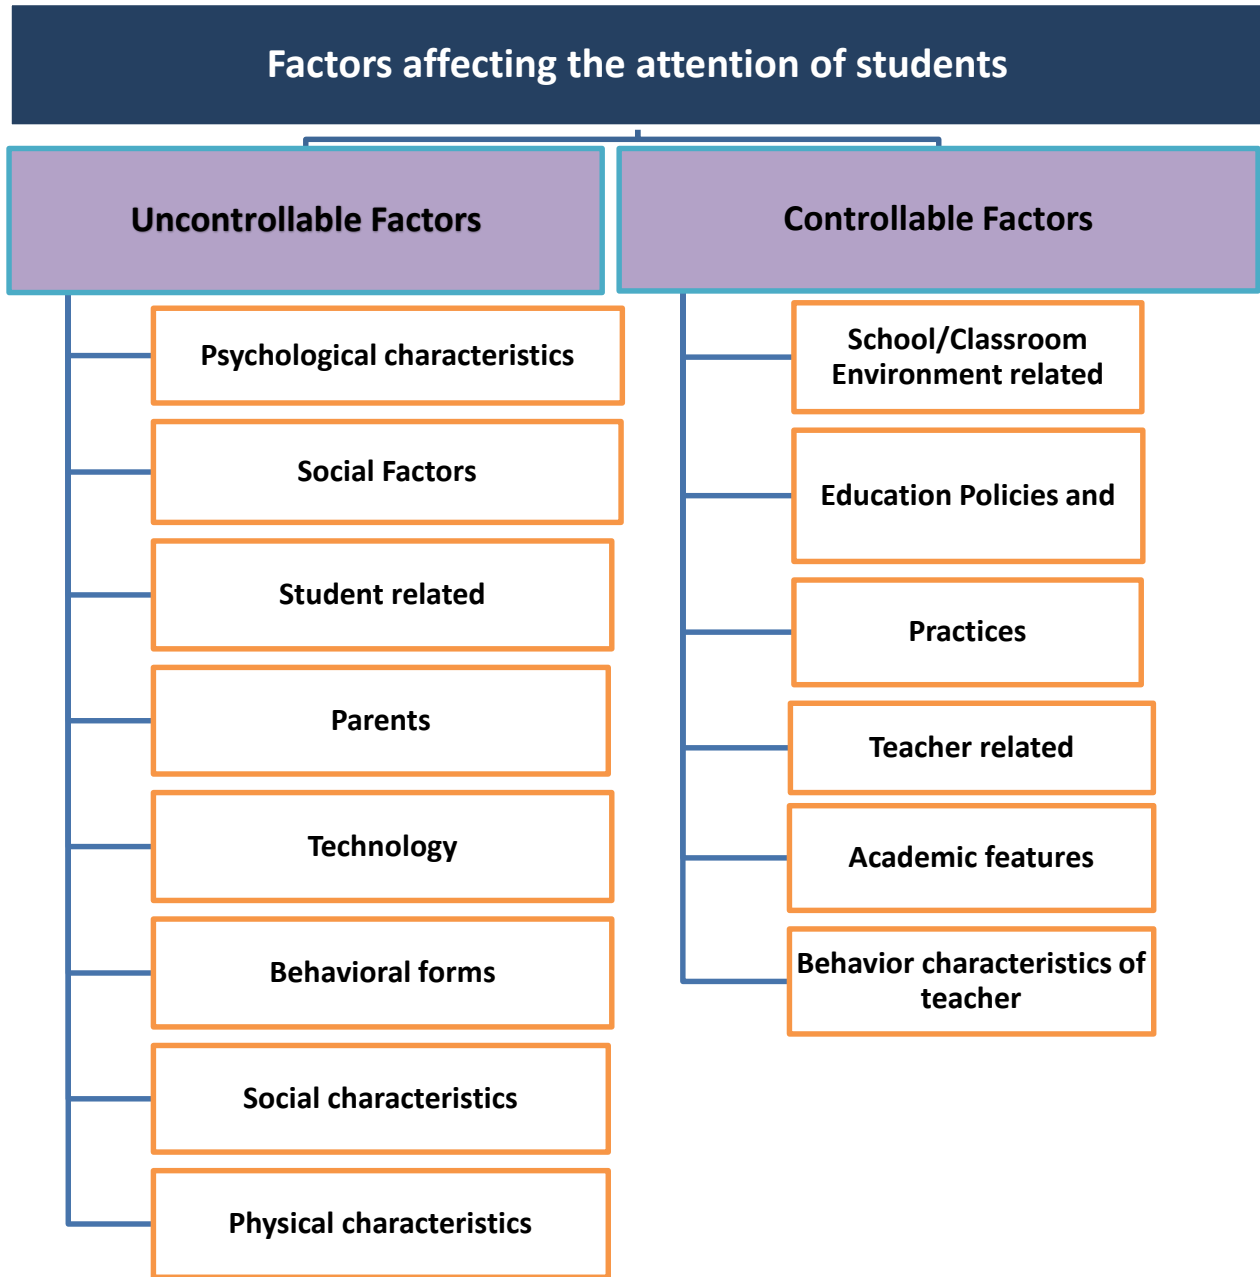 Factors affecting the attention of students
Uncontrollable Factors
Psychological characteristics
Social Factors
Student related
Parents
Technology
Behavioral forms
Social characteristics
Physical characteristics
Controllable Factors
School/Classroom
Environment related
Education Policies and
Practices
Teacher related
Academic features
Behavior characteristics of
teacher